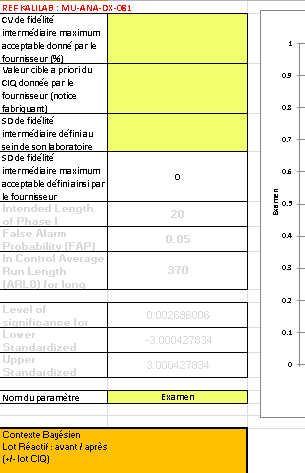 REF KALILAB : MU-ANA-DX-061
CV de fidélité
intermédiaire maximum
acceptable donné par le
fournisseur (%)
Valeur cible a priori du
CIQ donnée par le
fournisseur (notice
fabriquant)
SD de fidélité
intermédiaire défini au
sein de son laboratoire
SD de fidélité
intermédiaire maximum
acceptable défini ainsi par
le fournisseur
0
Intended Length
of Phase I
20
False Alarm
Probability (FAP)
0.05
In Control Average
Run Length
(ARL0) for long
370
Level of
significance for
0.002696006
Lower
Standardized
-3.000427834
Upper
Standardized
3.000427834
Nom du paramètre
Examen
Contexte Bayésien
Lot Réactif : avant / après
(+/- lot CIQ)
1
0.9
0.8
0.7
0.6
0.5
0.4
0.3
0.2
0.1
0
Examen